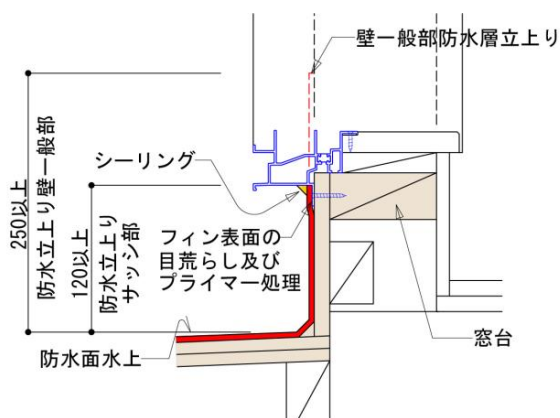 壁一般部防水層立上り
シーリング
フィン表面の
目荒らし及び
プライマー処理
250以上
防水立上り壁一般部
120以上
防水立上り
サッシ部
防水面水上
窓台